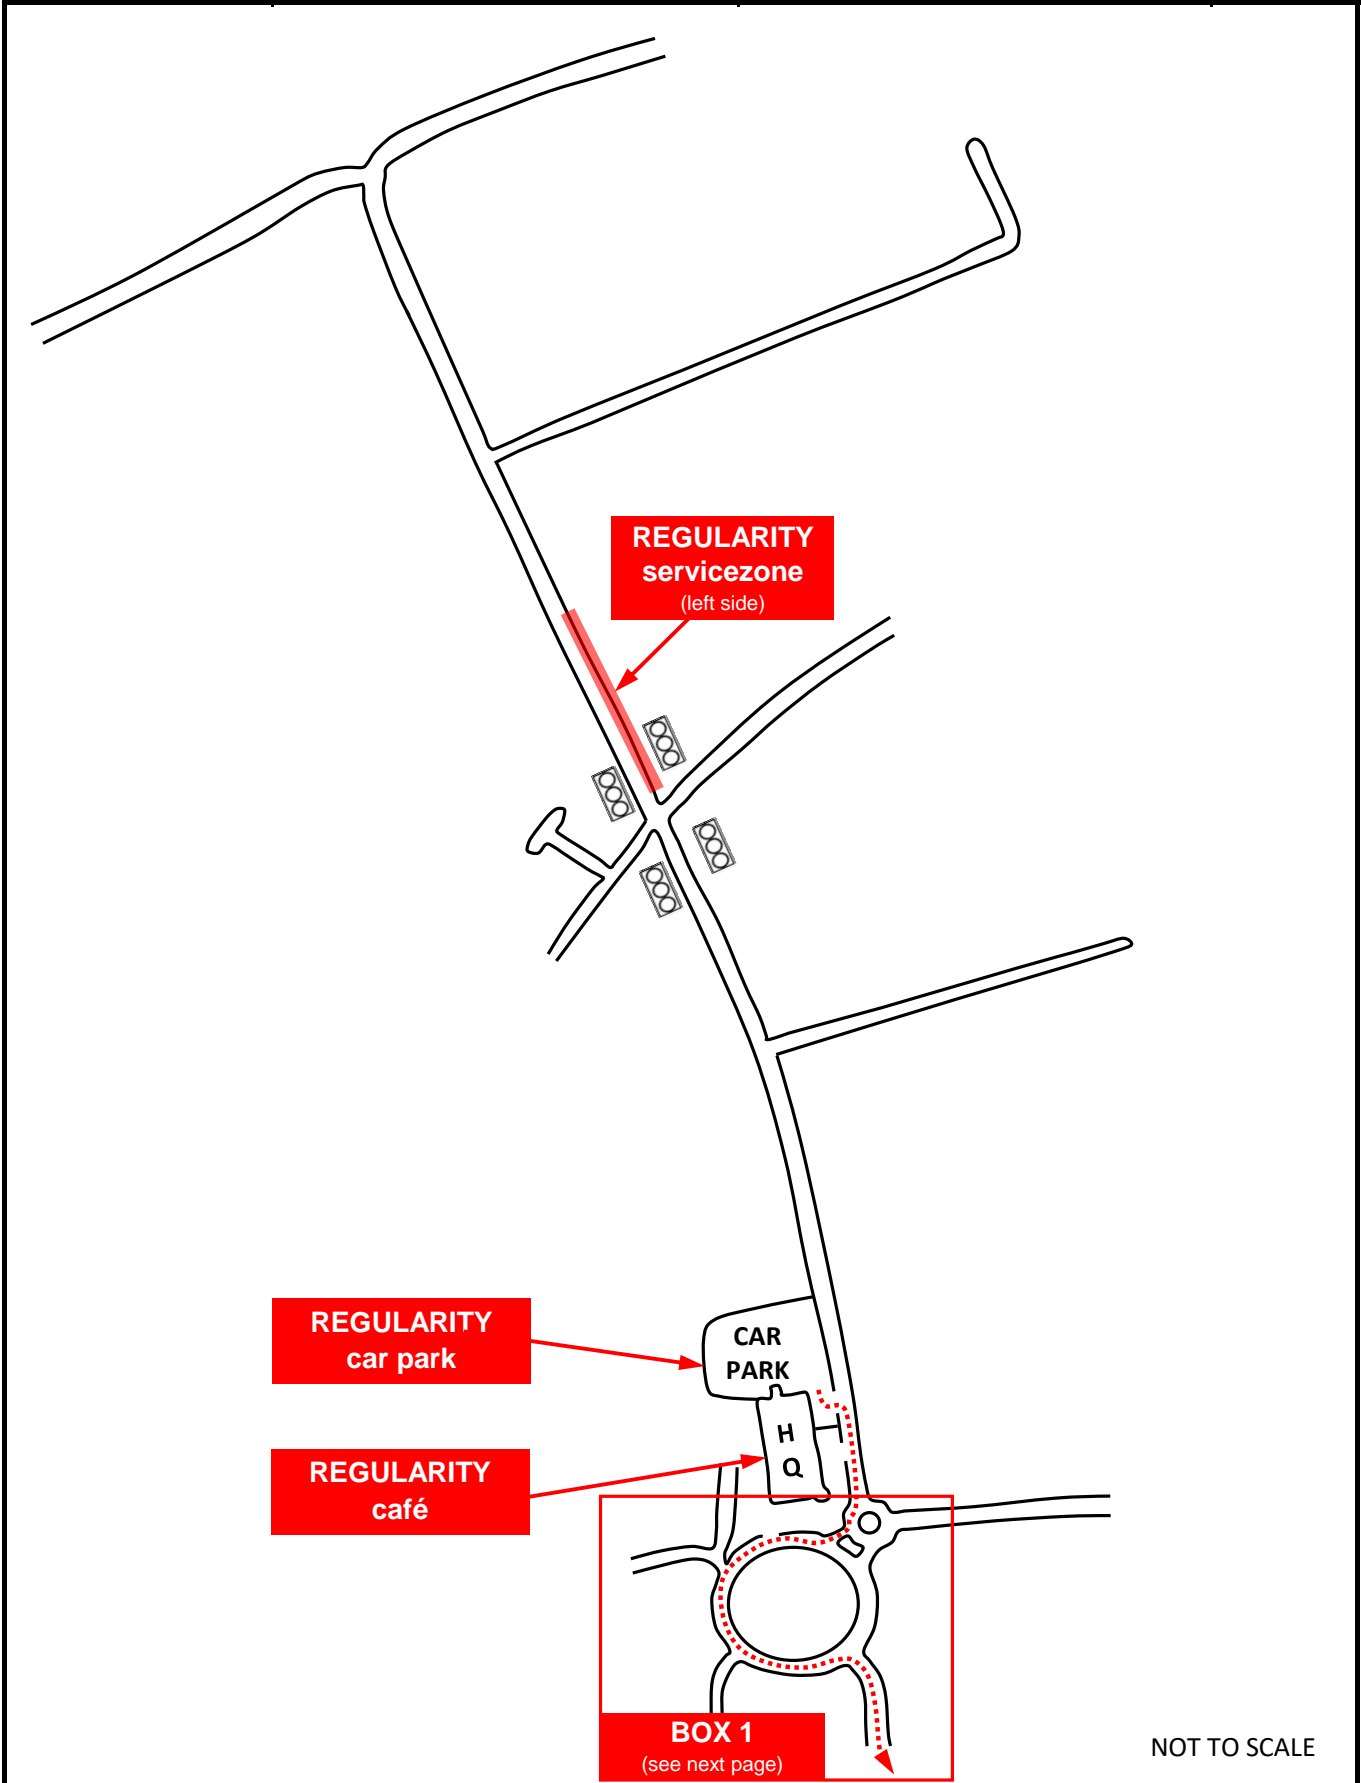 REGULARITY
servicezone
(left side)
REGULARITY
car park
CAR
PARK
H
Q
REGULARITY
café
BOX 1
(see next page)
NOT TO SCALE